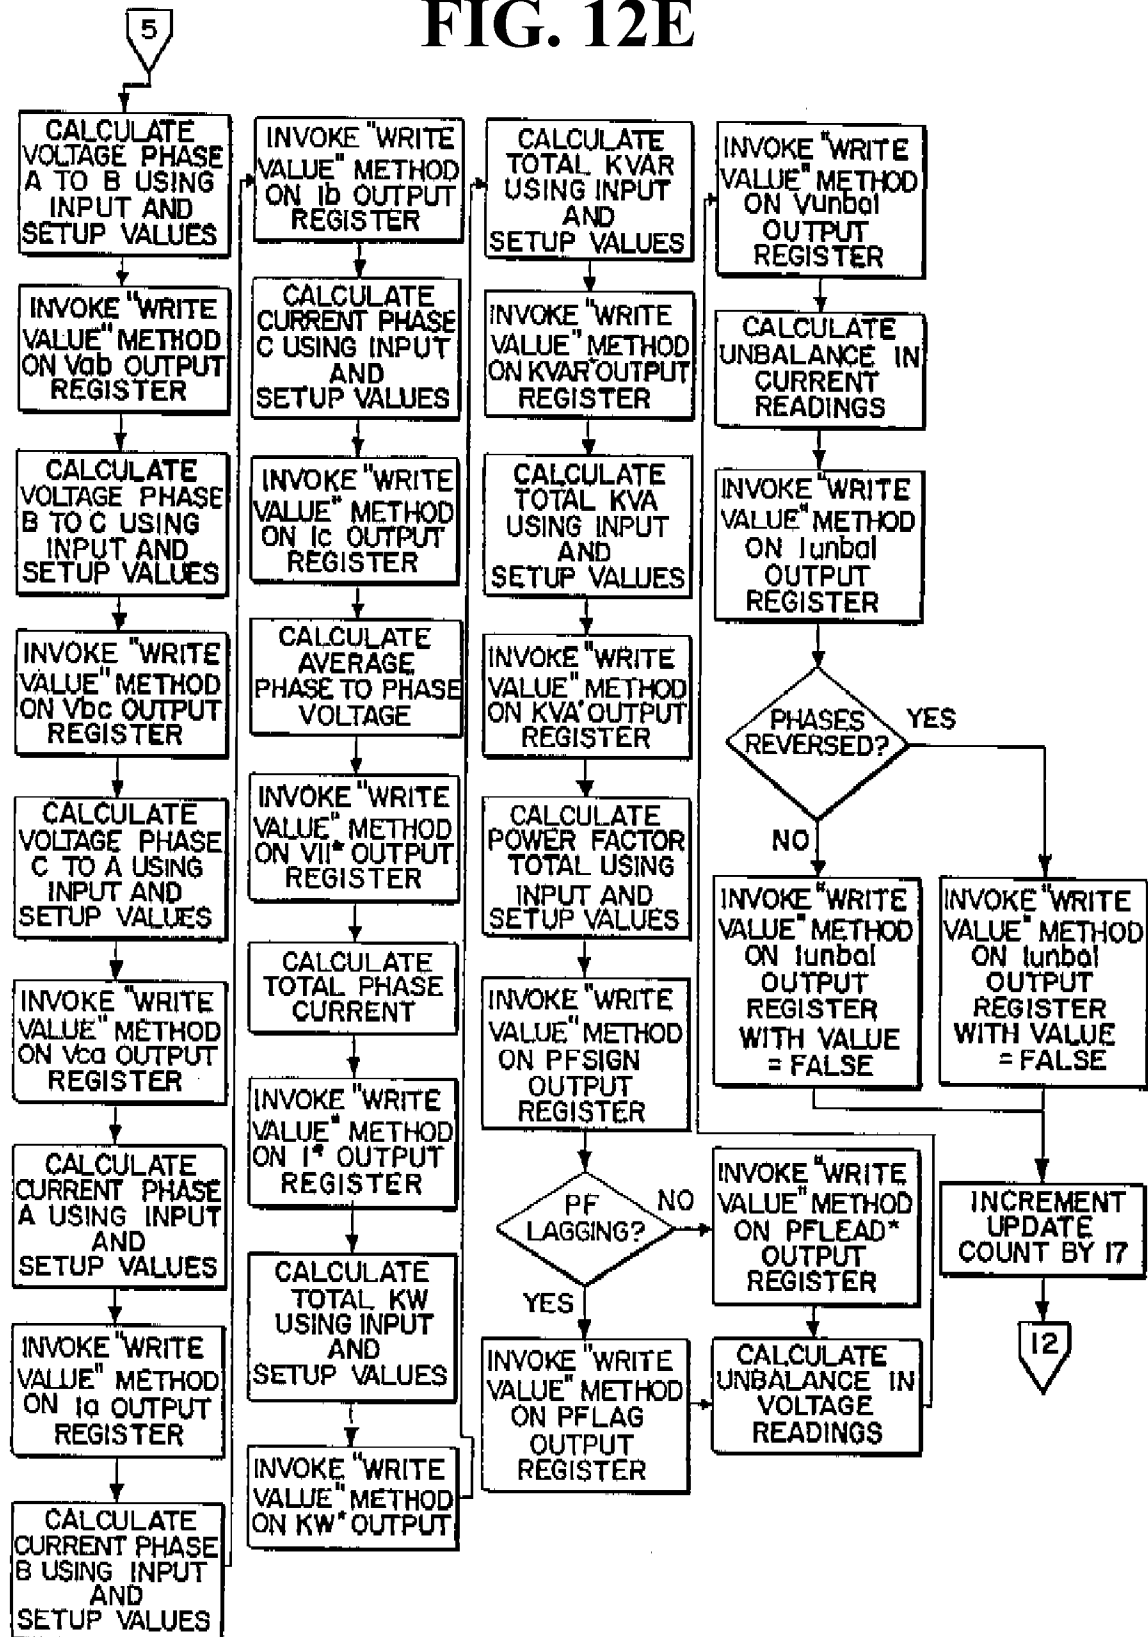 FIG. 12E
5
CALCULATE
VOLTAGE PHASE
A TO B USING
INPUT AND
SETUP VALUES
INVOKE "WRITE
VALUE" METHOD
ON Vab OUTPUT
REGISTER
CALCULATE
VOLTAGE PHASE
B TO C USING
INPUT AND
SETUP VALUES
INVOKE "WRITE
VALUE" METHOD
ON Vbc OUTPUT
REGISTER
CALCULATE
VOLTAGE PHASE
C TO A USING
INPUT AND
SETUP VALUES
INVOKE "WRITE
VALUE" METHOD
ON Vca OUTPUT
REGISTER
CALCULATE
CURRENT PHASE
A USING INPUT
AND
SETUP VALUES
INVOKE "WRITE
VALUE" METHOD
ON Ia OUTPUT
REGISTER
CALCULATE
CURRENT PHASE
B USING INPUT
AND
SETUP VALUES
INVOKE "WRITE
VALUE" METHOD
ON Ib OUTPUT
REGISTER
CALCULATE
CURRENT PHASE
C USING INPUT
AND
SETUP VALUES
INVOKE "WRITE
VALUE" METHOD
ON Ic OUTPUT
REGISTER
CALCULATE
AVERAGE
PHASE TO PHASE
VOLTAGE
INVOKE "WRITE
VALUE" METHOD
ON Vll* OUTPUT
REGISTER
CALCULATE
TOTAL PHASE
CURRENT
INVOKE "WRITE
VALUE" METHOD
ON I* OUTPUT
REGISTER
CALCULATE
TOTAL KW
USING INPUT
AND
SETUP VALUES
INVOKE "WRITE
VALUE" METHOD
ON KW* OUTPUT
CALCULATE
TOTAL KVAR
USING INPUT
AND
SETUP VALUES
INVOKE "WRITE
VALUE" METHOD
ON KVAR* OUTPUT
REGISTER
CALCULATE
TOTAL KVA
USING INPUT
AND
SETUP VALUES
INVOKE "WRITE
VALUE" METHOD
ON KVA* OUTPUT
REGISTER
CALCULATE
POWER FACTOR
TOTAL USING
INPUT AND
SETUP VALUES
INVOKE "WRITE
VALUE" METHOD
ON PFSIGN
OUTPUT
REGISTER
PF
LAGGING?
NO
YES
INVOKE "WRITE
VALUE" METHOD
ON PFLAG
OUTPUT
REGISTER
INVOKE "WRITE
VALUE" METHOD
ON PFLEAD*
OUTPUT
REGISTER
CALCULATE
UNBALANCE IN
VOLTAGE
READINGS
INVOKE "WRITE
VALUE" METHOD
ON Vunbal
OUTPUT
REGISTER
CALCULATE
UNBALANCE IN
CURRENT
READINGS
INVOKE "WRITE
VALUE" METHOD
ON Iunbal
OUTPUT
REGISTER
PHASES
REVERSED?
YES
NO
INVOKE "WRITE
VALUE" METHOD
ON Iunbal
OUTPUT
REGISTER
WITH VALUE
= FALSE
INVOKE "WRITE
VALUE" METHOD
ON Iunbal
OUTPUT
REGISTER
WITH VALUE
= FALSE
INCREMENT
UPDATE
COUNT BY 17
12